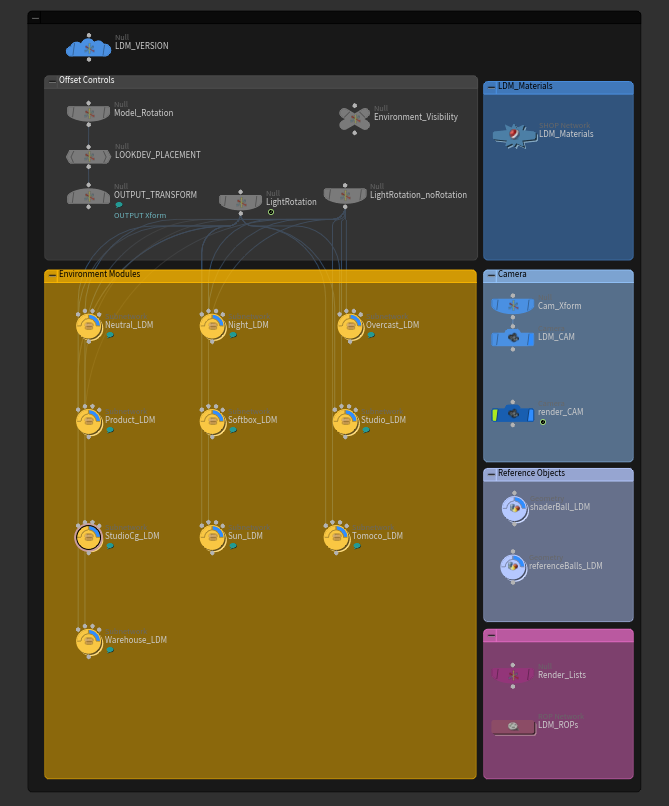 Null
LDM_VERSION
Offset Controls
Null
Model_Rotation
Null
Environment_Visibility
Null
LOOKDEV_PLACEMENT
Null
OUTPUT_TRANSFORM
OUTPUT Xform
Null
LightRotation
Null
LightRotation_noRotation
LDM_Materials
SHOP Network
LDM_Materials
Environment Modules
Neutral_LDM
Night_LDM
Overcast_LDM
Product_LDM
Softbox_LDM
Studio_LDM
StudioCg_LDM
Sun_LDM
Tomoco_LDM
Warehouse_LDM
Camera
Cam_Xform
LDM_CAM
render_CAM
Reference Objects
shaderBall_LDM
referenceBalls_LDM
Null
Render_Lists
ROP Network
LDM_ROPs